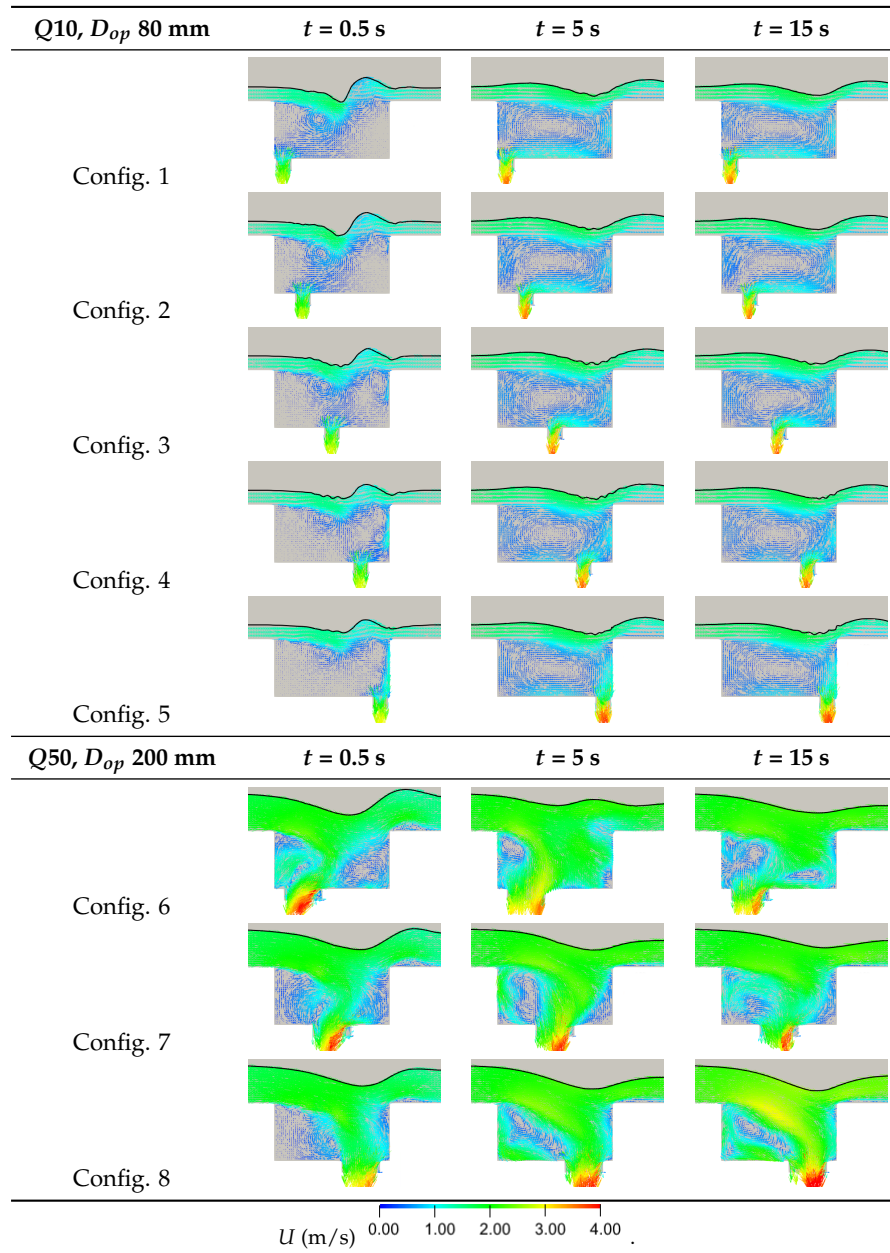 Q10, Dop 80 mm t = 0.5 s t = 5 s t = 15 s
Config. 1
Config. 2
Config. 3
Config. 4
Config. 5
Q50, Dop 200 mm t = 0.5 s t = 5 s t = 15 s
Config. 6
Config. 7
Config. 8
U (m/s) 0.00 1.00 2.00 3.00 4.00 .